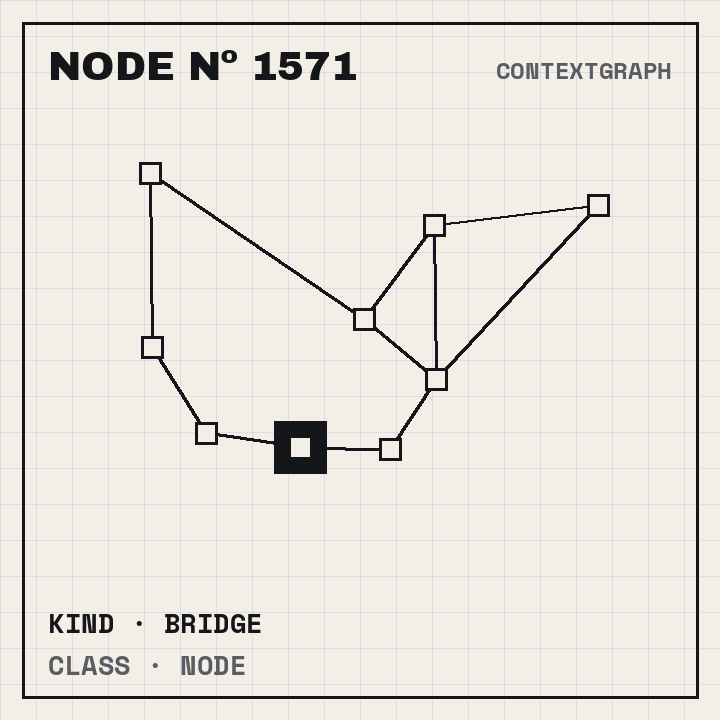 NODE Nº 1571
CONTEXTGRAPH
KIND · BRIDGE
CLASS · NODE